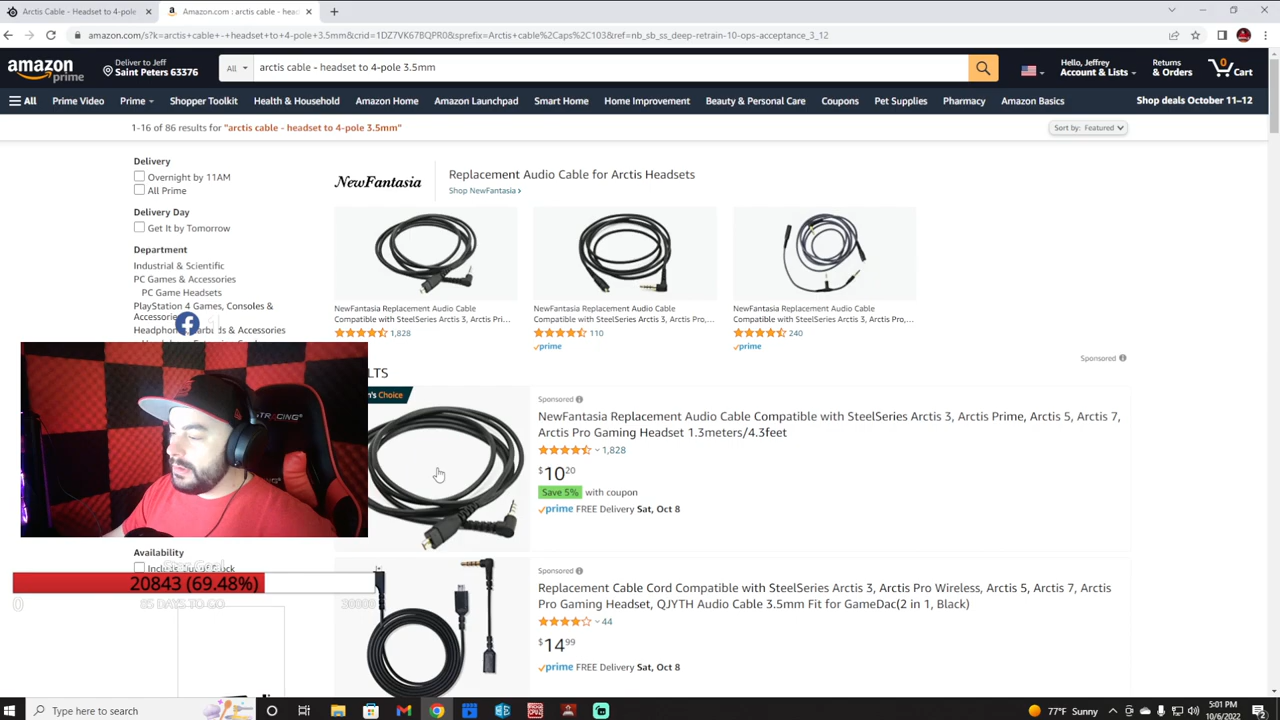 Arctis Cable - Headset to 4-pole
Amazon.com : arctis cable - head
amazon.com/s?k=arctis+cable+-+headset+to+4-pole+3.5mm&crid=1DZ7VK67BQPR0&sprefix=Arctis+cable%2Caps%2C103&ref=nb_sb_ss_deep-retrain-10-ops-acceptance_3_12
amazon prime
Deliver to Jeff
Saint Peters 63376
All
arctis cable - headset to 4-pole 3.5mm
Hello, Jeffrey
Account & Lists
Returns
& Orders
0
Cart
All
Prime Video
Prime
Shopper Toolkit
Health & Household
Amazon Home
Amazon Launchpad
Smart Home
Home Improvement
Beauty & Personal Care
Coupons
Pet Supplies
Pharmacy
Amazon Basics
Shop deals October 11-12
1-16 of 86 results for "arctis cable - headset to 4-pole 3.5mm"
Sort by: Featured
Delivery
Overnight by 11AM
All Prime
Delivery Day
Get It by Tomorrow
Department
Industrial & Scientific
PC Games & Accessories
PC Game Headsets
PlayStation 4 Games, Consoles &
NewFantasia
Replacement Audio Cable for Arctis Headsets
Shop NewFantasia ›
NewFantasia Replacement Audio Cable
Compatible with SteelSeries Arctis 3, Arctis Pri...
1,828
NewFantasia Replacement Audio Cable
Compatible with SteelSeries Arctis 3, Arctis Pro,...
110
prime
NewFantasia Replacement Audio Cable
Compatible with SteelSeries Arctis 3, Arctis Pro,...
240
prime
Sponsored
Choice
Sponsored
NewFantasia Replacement Audio Cable Compatible with SteelSeries Arctis 3, Arctis Prime, Arctis 5, Arctis 7,
Arctis Pro Gaming Headset 1.3meters/4.3feet
1,828
$10 20
Save 5% with coupon
prime FREE Delivery Sat, Oct 8
Sponsored
Replacement Cable Cord Compatible with SteelSeries Arctis 3, Arctis Pro Wireless, Arctis 5, Arctis 7, Arctis
Pro Gaming Headset, QJYTH Audio Cable 3.5mm Fit for GameDac(2 in 1, Black)
44
$14 99
prime FREE Delivery Sat, Oct 8
Availability
20843 (69.48%)
85 DAYS TO GO
30000
Type here to search
77°F Sunny
5:01 PM
10/6/2022